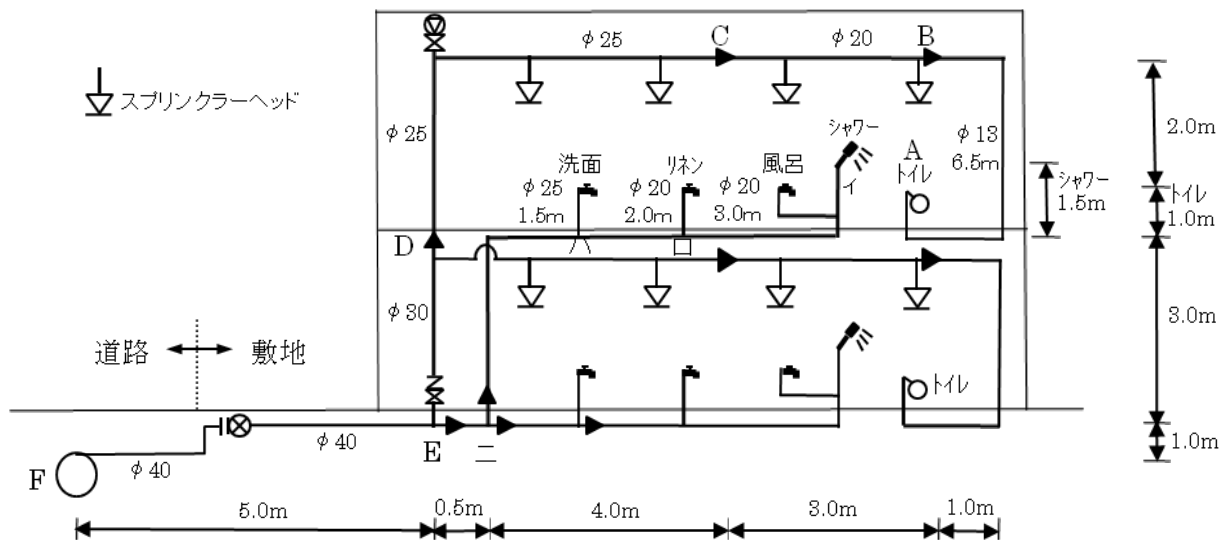 φ25
C
φ20
B
スプリンクラーヘッド
φ25
シャワー
A
トイレ
φ13
6.5m
2.0m
洗面
リネン
風呂
イ
φ25
1.5m
φ20
2.0m
φ20
3.0m
シャワー
1.5m
トイレ
1.0m
D
ハ
ロ
φ30
3.0m
道路
敷地
トイレ
F
φ40
φ40
E
ニ
1.0m
5.0m
0.5m
4.0m
3.0m
1.0m